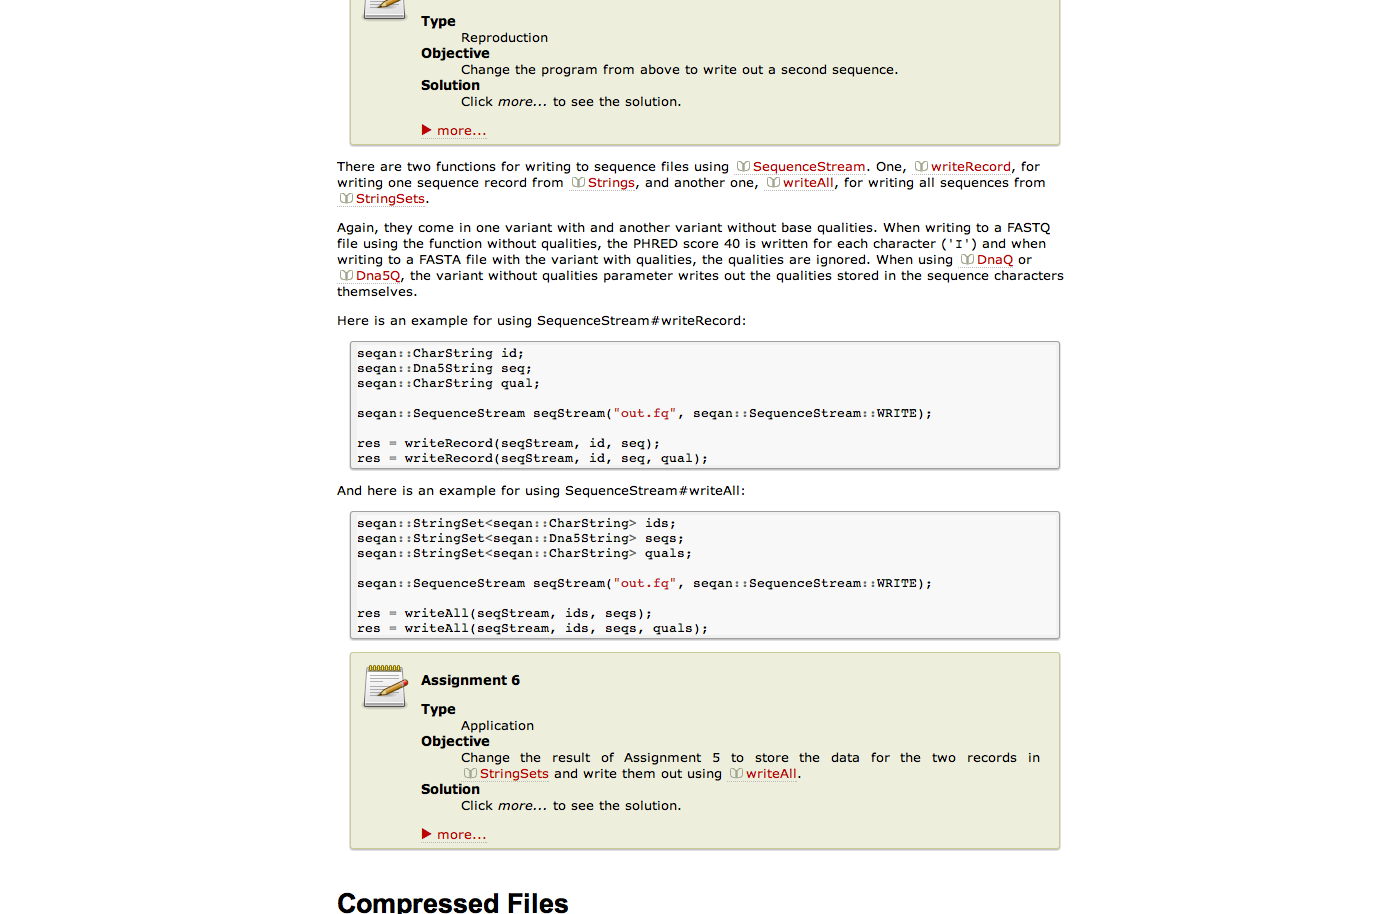 Type
Reproduction
Objective
Change the program from above to write out a second sequence.
Solution
Click more... to see the solution.
more...
There are two functions for writing to sequence files using SequenceStream. One, writeRecord, for
writing one sequence record from Strings, and another one, writeAll, for writing all sequences from
StringSets.
Again, they come in one variant with and another variant without base qualities. When writing to a FASTQ
file using the function without qualities, the PHRED score 40 is written for each character ('I') and when
writing to a FASTA file with the variant with qualities, the qualities are ignored. When using DnaQ or
Dna5Q, the variant without qualities parameter writes out the qualities stored in the sequence characters
themselves.
Here is an example for using SequenceStream#writeRecord:
seqan::CharString id;
seqan::Dna5String seq;
seqan::CharString qual;
seqan::SequenceStream seqStream("out.fq", seqan::SequenceStream::WRITE);
res = writeRecord(seqStream, id, seq);
res = writeRecord(seqStream, id, seq, qual);
And here is an example for using SequenceStream#writeAll:
seqan::StringSet<seqan::CharString> ids;
seqan::StringSet<seqan::Dna5String> seqs;
seqan::StringSet<seqan::CharString> quals;
seqan::SequenceStream seqStream("out.fq", seqan::SequenceStream::WRITE);
res = writeAll(seqStream, ids, seqs);
res = writeAll(seqStream, ids, seqs, quals);
Assignment 6
Type
Application
Objective
Change the result of Assignment 5 to store the data for the two records in
StringSets and write them out using writeAll.
Solution
Click more... to see the solution.
more...
Compressed Files